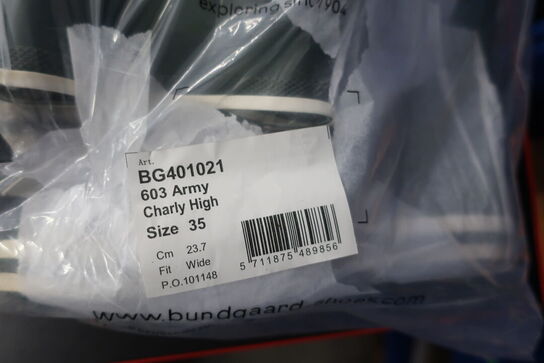 exploring since 1904
Art.
BG401021
603 Army
Charly High
Size 35
Cm 23.7
Fit Wide
P.O.101148
5 711875 489856
www.bundgaard-shoes.com